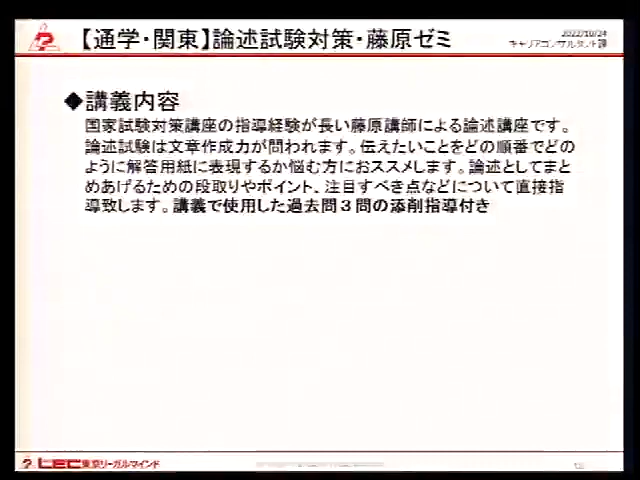 【通学・関東】論述試験対策・藤原ゼミ
2022/10/24
キャリアコンサルタント課
◆講義内容
国家試験対策講座の指導経験が長い藤原講師による論述講座です。
論述試験は文章作成力が問われます。伝えたいことをどの順番でどの
ように解答用紙に表現するか悩む方におススメします。論述としてまと
めあげるための段取りやポイント、注目すべき点などについて直接指
導致します。講義で使用した過去問３問の添削指導付き
LEC東京リーガルマインド